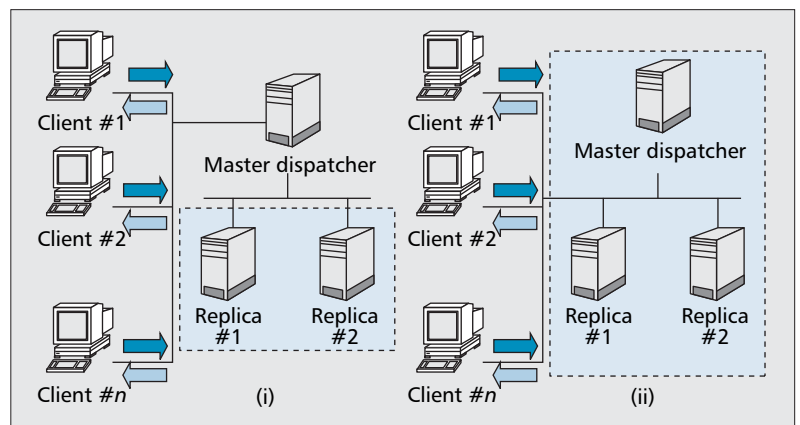 Client #1
Master dispatcher
Client #2
Replica
#1
Replica
#2
Client #n
(i)
Client #1
Master dispatcher
Client #2
Replica
#1
Replica
#2
Client #n
(ii)